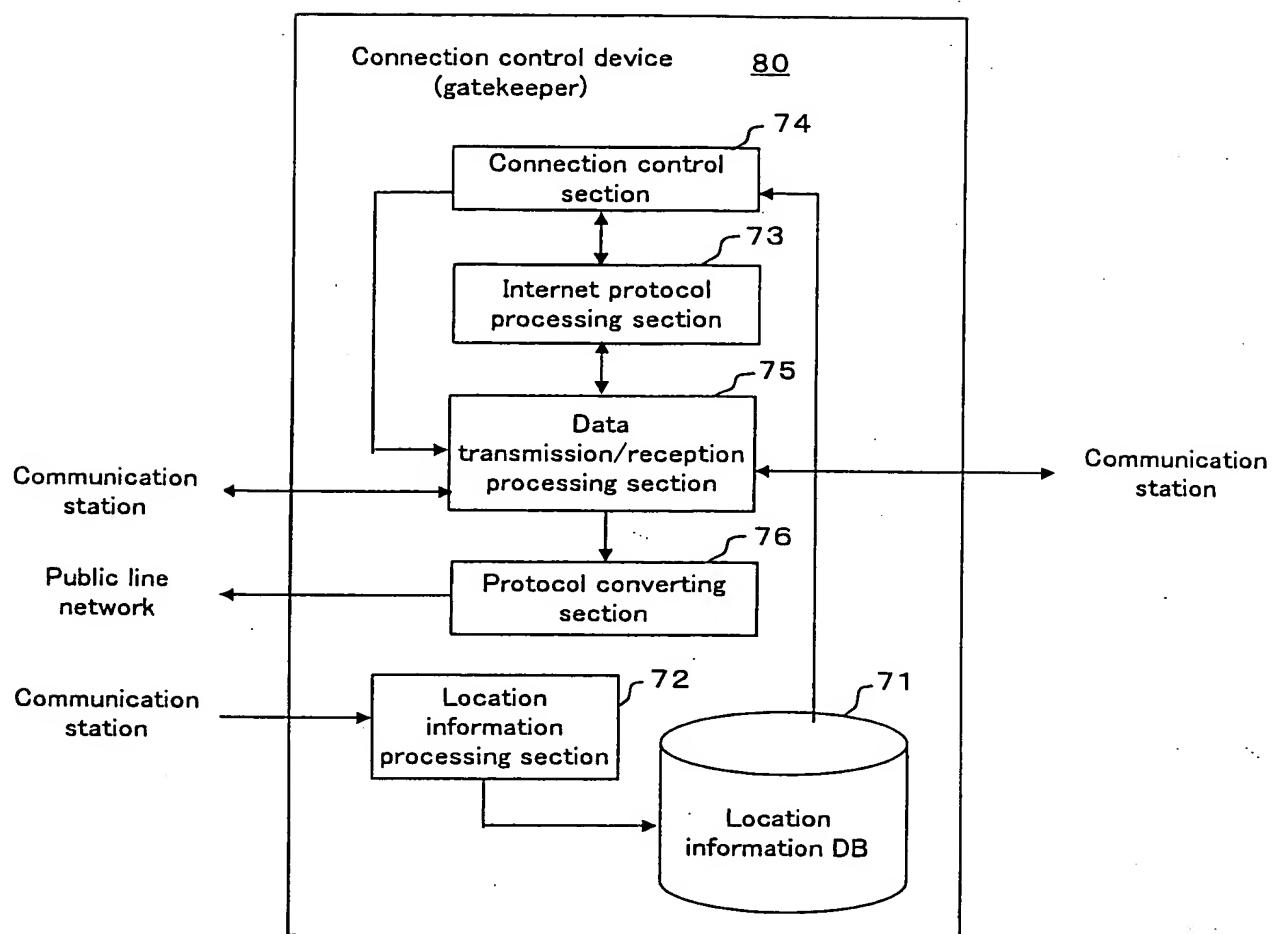 Connection control device
(gatekeeper)
80
74
Connection control
section
73
Internet protocol
processing section
75
Data
transmission/reception
processing section
Communication
station
Communication
station
76
Public line
network
Protocol converting
section
72
Communication
station
Location
information
processing section
71
Location
information DB